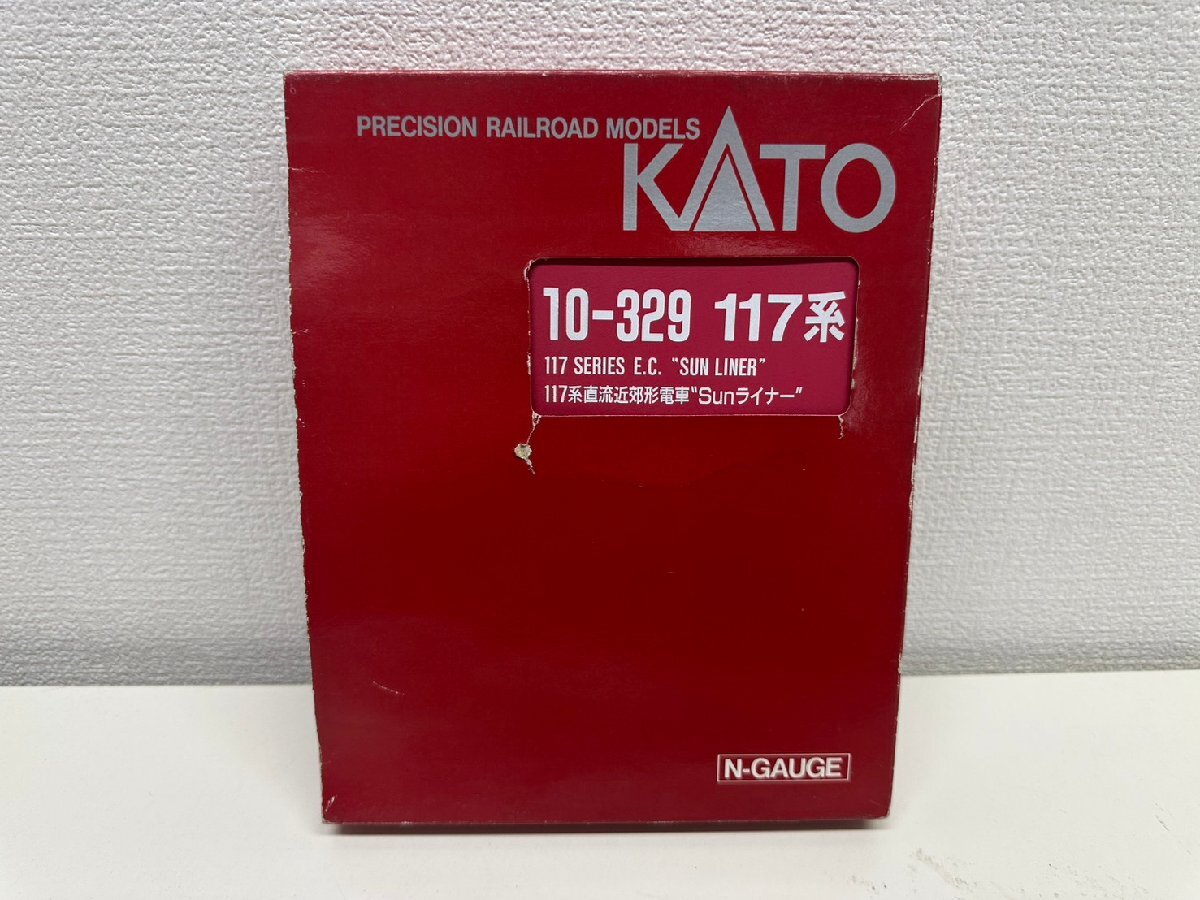 PRECISION RAILROAD MODELS
KATO
10-329 117系
117 SERIES E.C. "SUN LINER"
117系直流近郊形電車"Sunライナー"
N-GAUGE